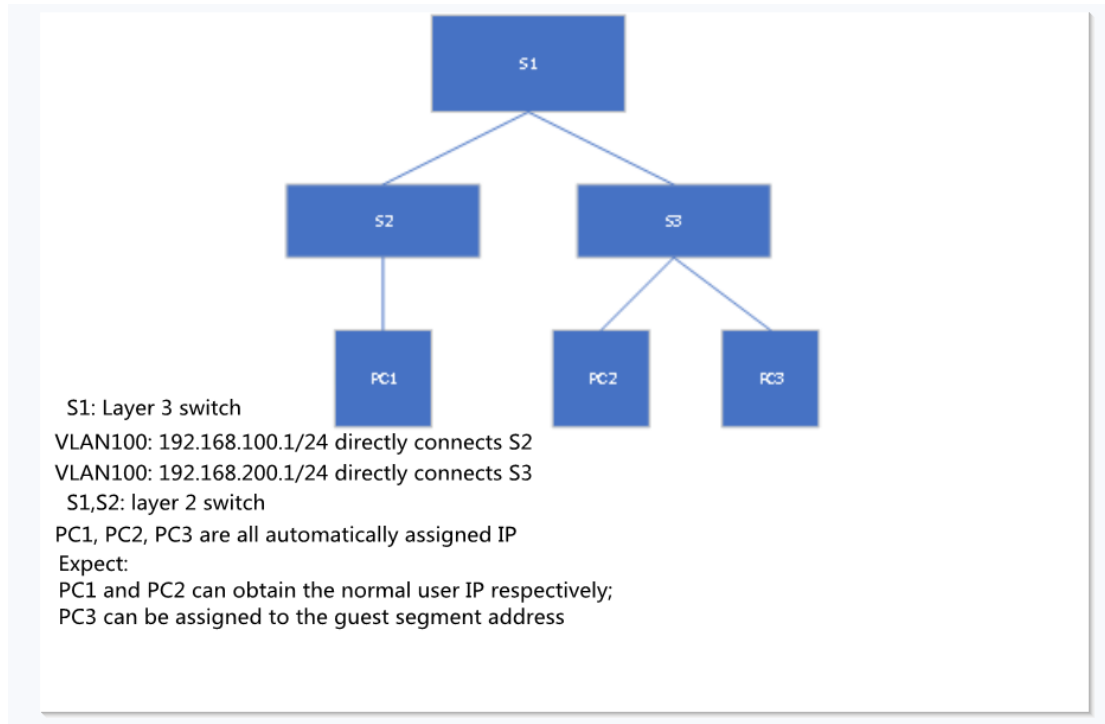 S1
S2
S3
PC1
PC2
PC3
S1: Layer 3 switch
VLAN100: 192.168.100.1/24 directly connects S2
VLAN100: 192.168.200.1/24 directly connects S3
S1,S2: layer 2 switch
PC1, PC2, PC3 are all automatically assigned IP
Expect:
PC1 and PC2 can obtain the normal user IP respectively;
PC3 can be assigned to the guest segment address